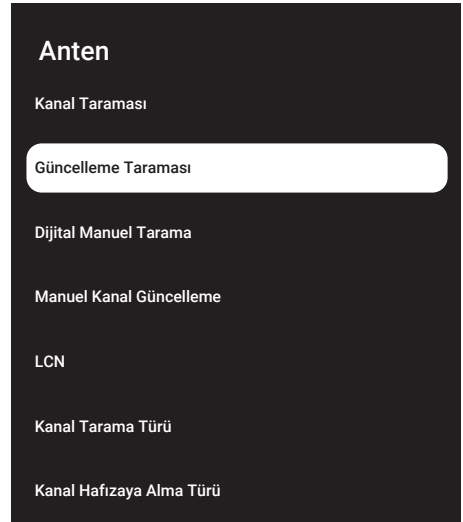 Anten
Kanal Taraması
Güncelleme Taraması
Dijital Manuel Tarama
Manuel Kanal Güncelleme
LCN
Kanal Tarama Türü
Kanal Hafızaya Alma Türü